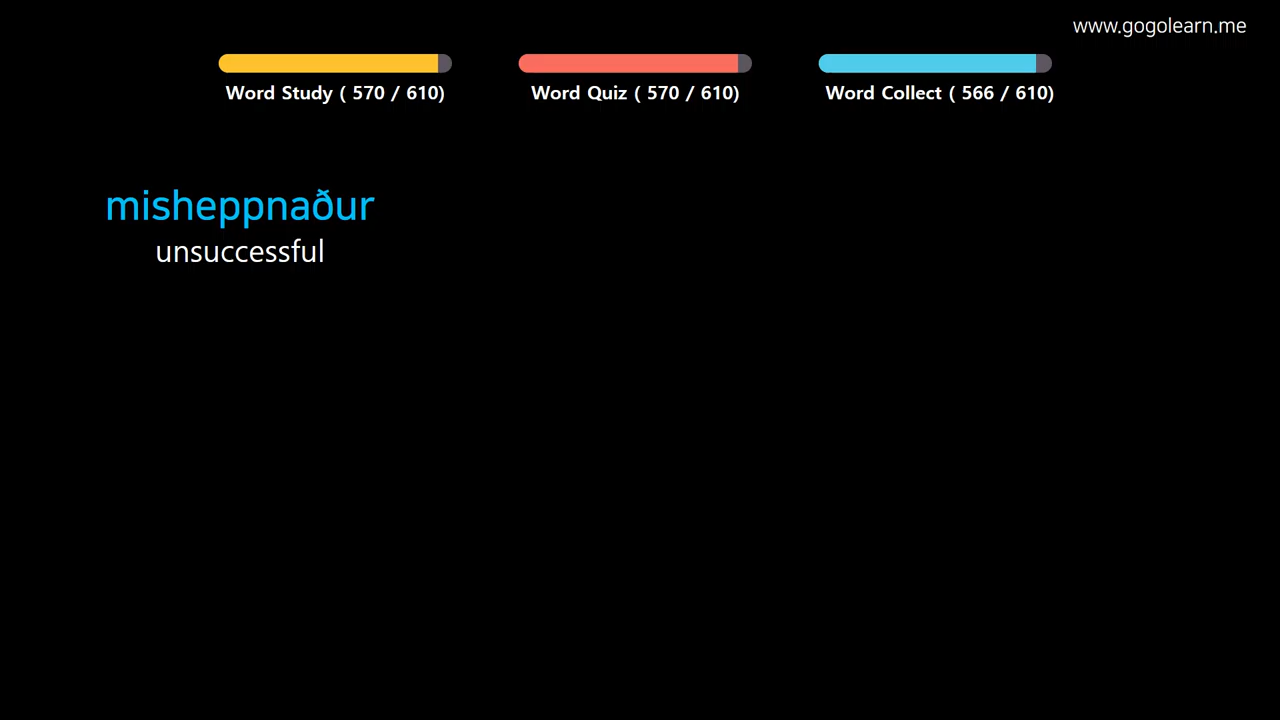 www.gogolearn.me
Word Study ( 570 / 610)
Word Quiz ( 570 / 610)
Word Collect ( 566 / 610)
misheppnaður
unsuccessful